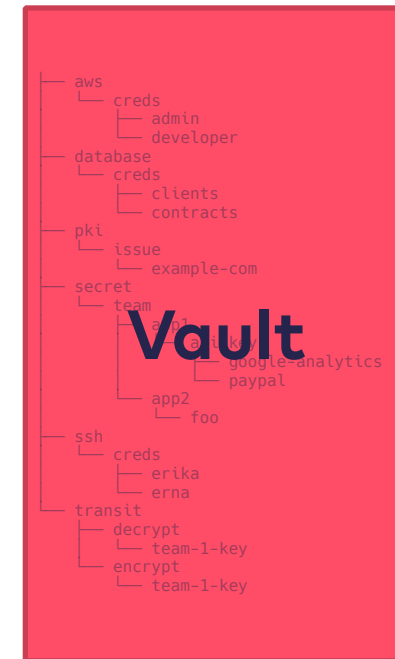 ├── aws
│   └── creds
│       ├── admin
│       └── developer
├── database
│   └── creds
│       ├── clients
│       └── contracts
├── pki
│   └── issue
│       └── example-com
├── secret
│   └── team
│       ├── app1
Vault
│       │       ├── google-analytics
│       │       └── paypal
│       └── app2
│           └── foo
├── ssh
│   └── creds
│       ├── erika
│       └── erna
└── transit
    ├── decrypt
    │   └── team-1-key
    └── encrypt
        └── team-1-key